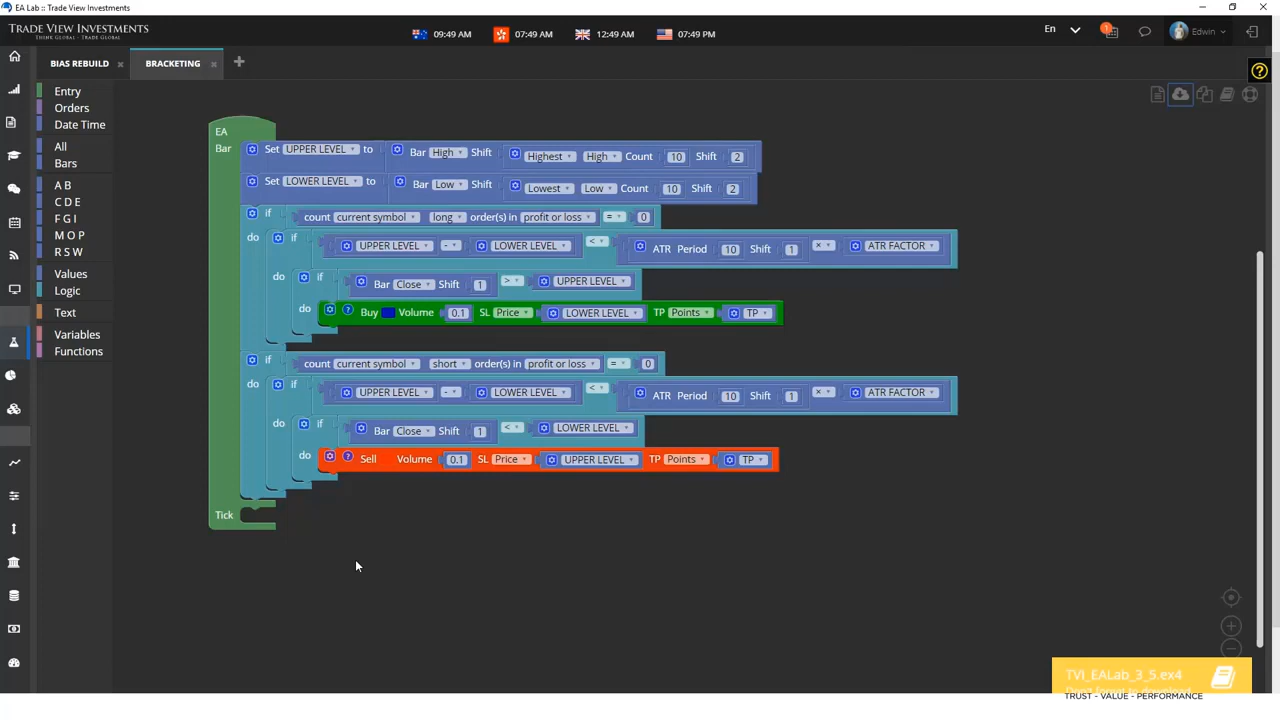 EA Lab :: Trade View Investments
TRADE VIEW INVESTMENTS
THINK GLOBAL - TRADE GLOBAL
09:49 AM 07:49 AM 12:49 AM 07:49 PM
En
Edwin
BIAS REBUILD
BRACKETING
Entry
Orders
Date Time
All
Bars
A B
C D E
F G I
M O P
R S W
Values
Logic
Text
Variables
Functions
EA
Bar Set UPPER LEVEL to Bar High Shift Highest High Count 10 Shift 2
Set LOWER LEVEL to Bar Low Shift Lowest Low Count 10 Shift 2
if count current symbol long order(s) in profit or loss = 0
do if UPPER LEVEL - LOWER LEVEL < ATR Period 10 Shift 1 × ATR FACTOR
do if Bar Close Shift 1 > UPPER LEVEL
do Buy Volume 0.1 SL Price LOWER LEVEL TP Points TP
if count current symbol short order(s) in profit or loss = 0
do if UPPER LEVEL - LOWER LEVEL < ATR Period 10 Shift 1 × ATR FACTOR
do if Bar Close Shift 1 < LOWER LEVEL
do Sell Volume 0.1 SL Price UPPER LEVEL TP Points TP
Tick
TVI_EALab_3_5.ex4
Don't forget to download
TRUST - VALUE - PERFORMANCE